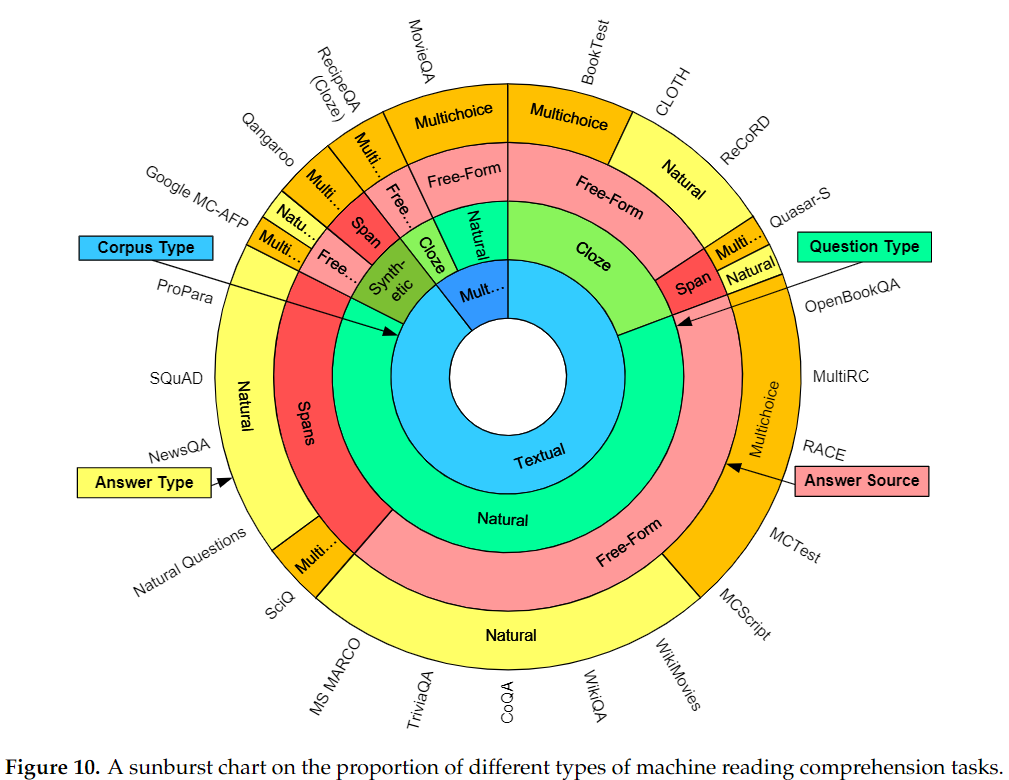 MovieQA
BookTest
RecipeQA
(Cloze)
CLOTH
Qangaroo
ReCoRD
Google MC-AFP
Quasar-S
ProPara
OpenBookQA
SQuAD
MultiRC
NewsQA
RACE
Natural Questions
MCTest
SciQ
MCScript
MS MARCO
TriviaQA
CoQA
WikiQA
WikiMovies
Corpus Type
Question Type
Answer Type
Answer Source
Multichoice
Multichoice
Natural
Multi...
Natural
Multichoice
Natural
Multi...
Natural
Multi...
Natu...
Multi...
Multi...
Free-Form
Free-Form
Span
Free-Form
Spans
Free...
Span
Free...
Natural
Cloze
Natural
Synth-
etic
Cloze
Mult...
Textual
Figure 10. A sunburst chart on the proportion of different types of machine reading comprehension tasks.